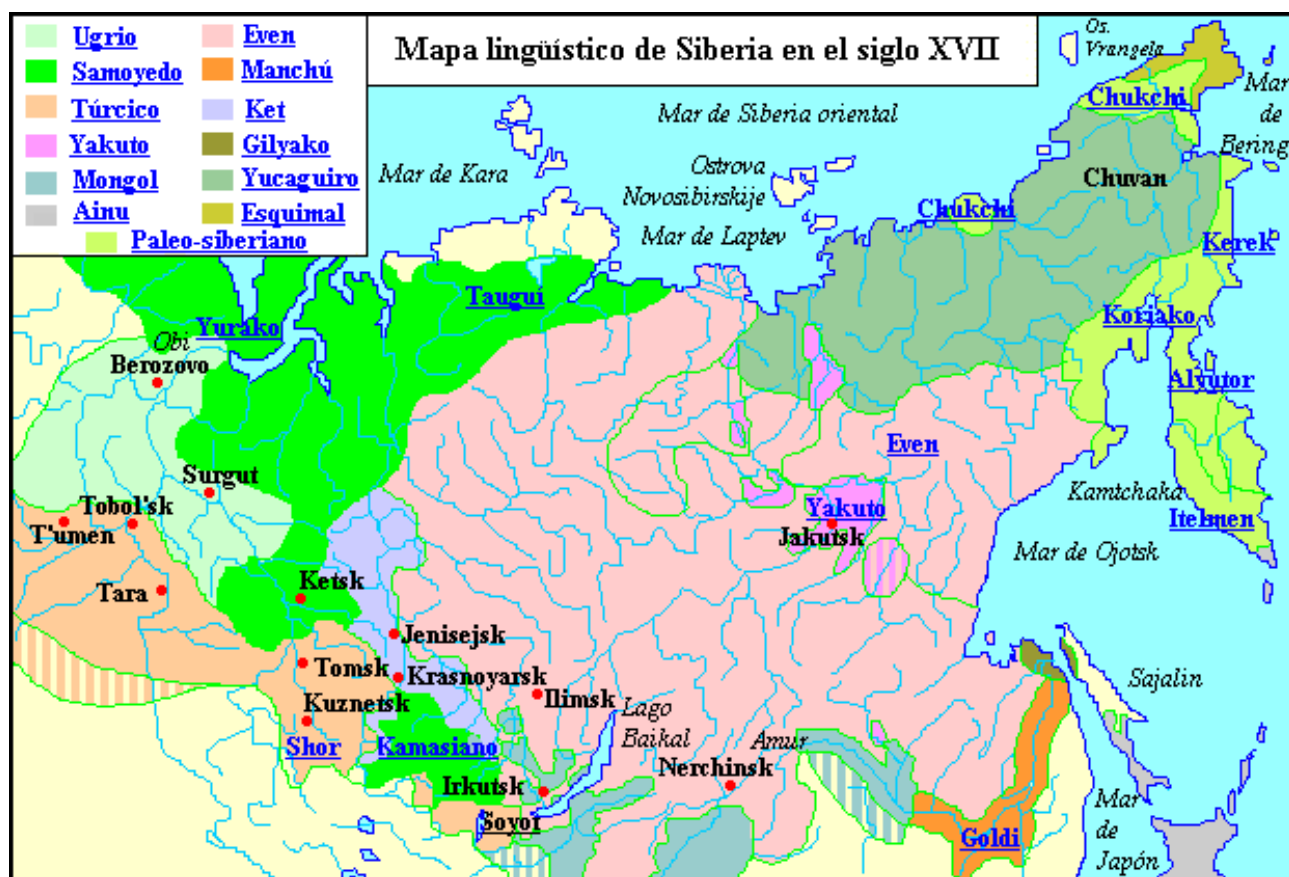 Mapa lingüístico de Siberia en el siglo XVII
Ugrio
Even
Samoyedo
Manchú
Túrcico
Ket
Yakuto
Gilyako
Mongol
Yucaguiro
Ainu
Esquimal
Paleo-siberiano
Os.
Vrangela
Mar
de
Bering
Chukchi
Mar de Siberia oriental
Mar de Kara
Ostrova
Novosibirskije
Mar de Laptev
Chukchi
Chuvan
Kerek
Tauguí
Yurako
Koriako
Obi
Berozovo
Alyutor
Even
Surgut
Kamtchaka
Tobol'sk
T'umen
Yakuto
Jakutsk
Itelmen
Mar de Ojotsk
Tara
Ketsk
Jenisejsk
Tomsk
Krasnoyarsk
Ilimsk
Sajalin
Kuznetsk
Lago
Baikal
Shor
Kamasiano
Amur
Nerchinsk
Irkutsk
Soyot
Goldi
Mar
de
Japón